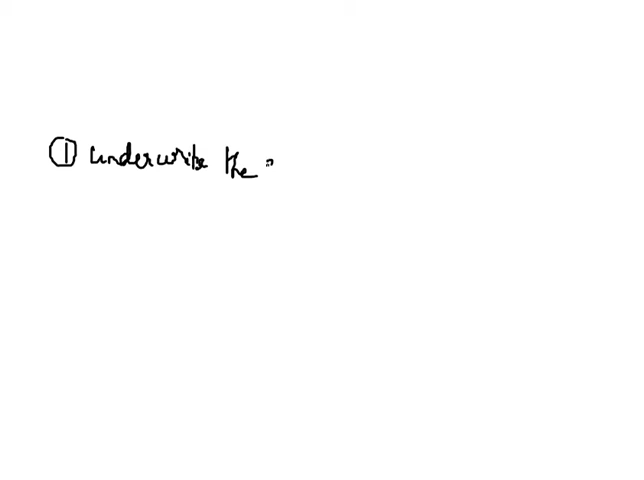 ① underwrite the